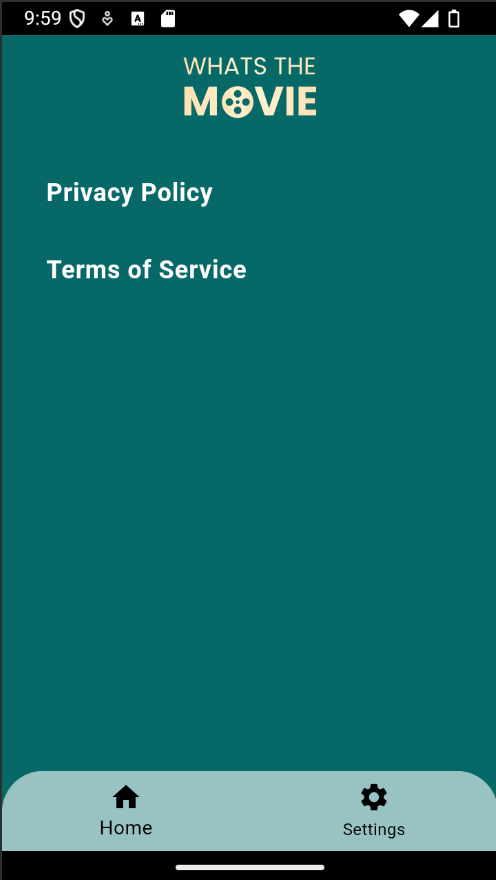 9:59
A
WHATS THE
MOVIE
Privacy Policy
Terms of Service
Home
Settings